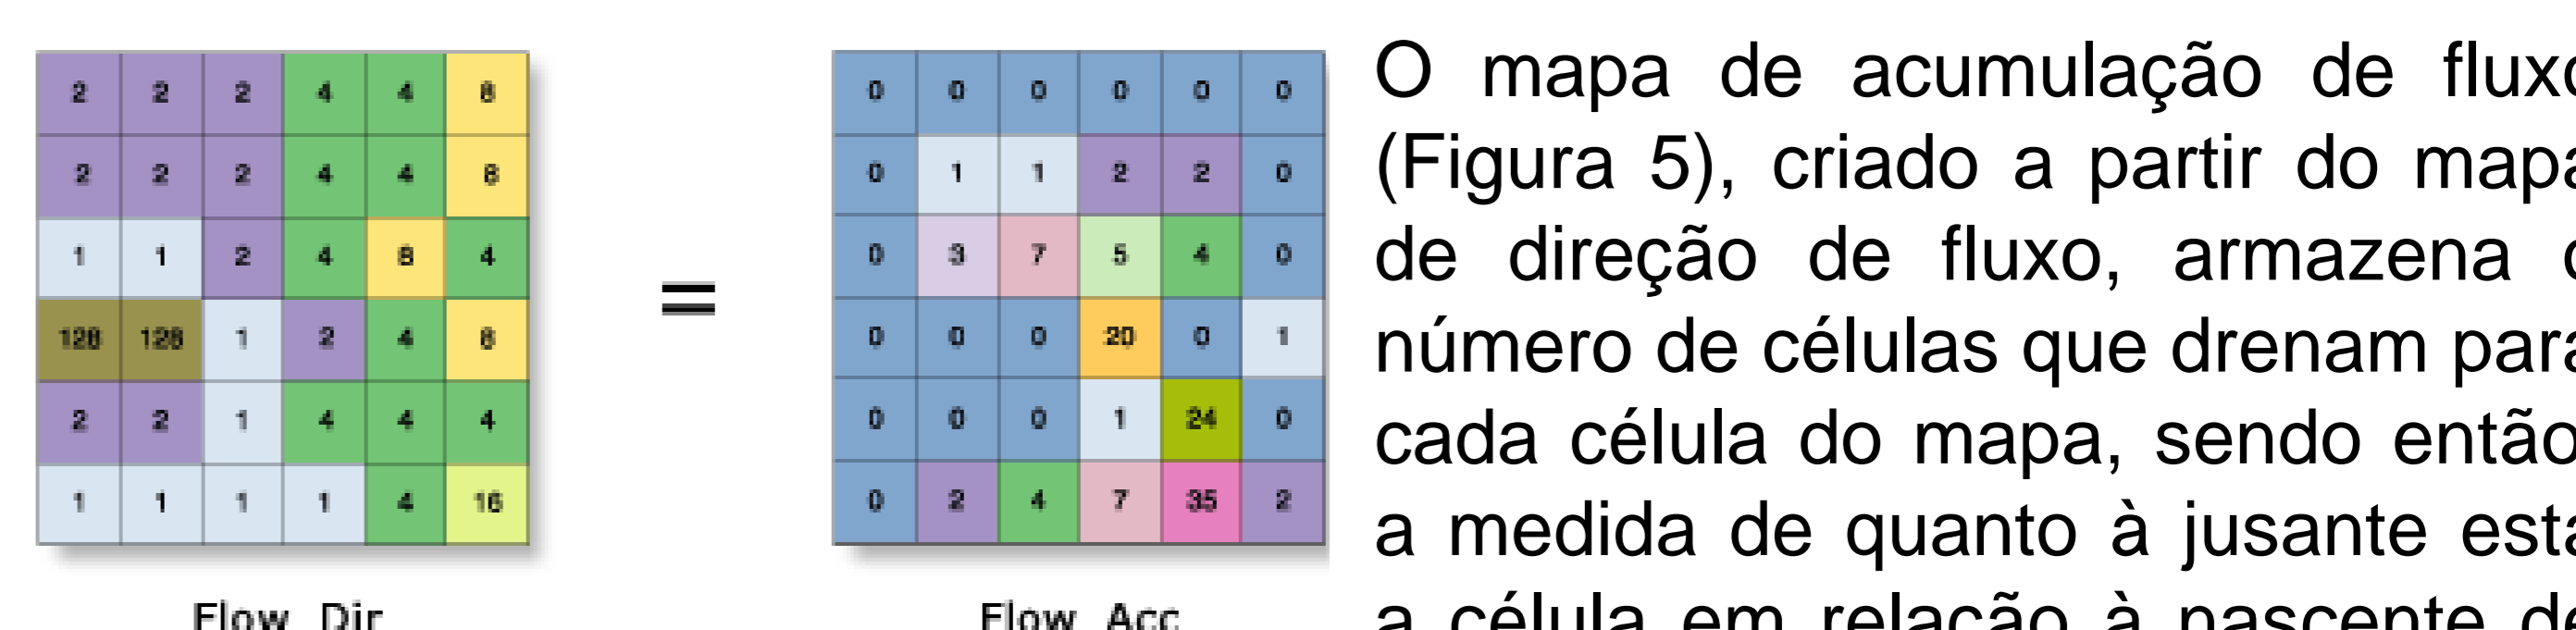 2 2 2 4 4 8
2 2 2 4 4 8
1 1 2 4 8 4
128 128 1 2 4 8
2 2 1 4 4 4
1 1 1 1 4 16
Flow Dir
=
0 0 0 0 0 0
0 1 1 2 2 0
0 3 7 5 4 0
0 0 0 20 0 1
0 0 0 1 24 0
0 2 4 7 35 2
Flow Acc
O mapa de acumulação de fluxo
(Figura 5), criado a partir do mapa
de direção de fluxo, armazena o
número de células que drenam para
cada célula do mapa, sendo então
a medida de quanto à jusante esta
a célula em relação à nascente de